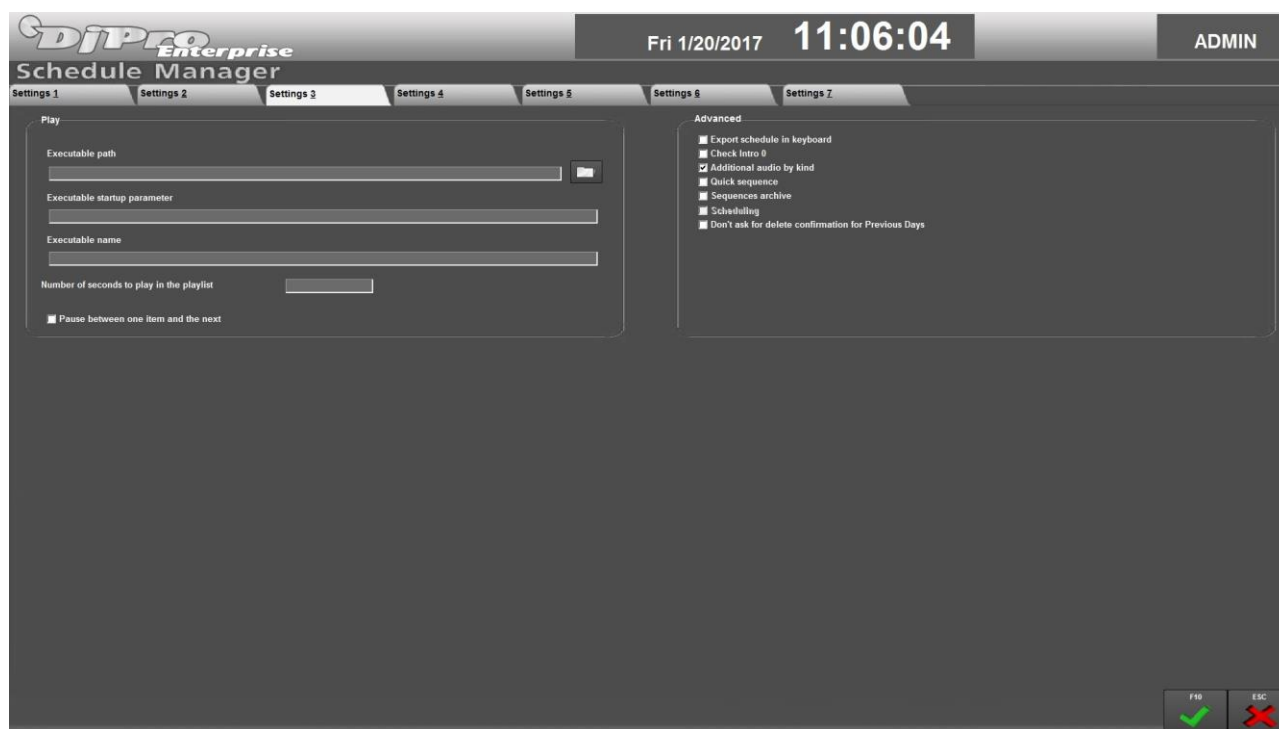 DJPro
Enterprise
Fri 1/20/2017 11:06:04
ADMIN
Schedule Manager
Settings 1 Settings 2 Settings 3 Settings 4 Settings 5 Settings 6 Settings 7
Play
Executable path
Executable startup parameter
Executable name
Number of seconds to play in the playlist
Pause between one item and the next
Advanced
Export schedule in keyboard
Check Intro 0
Additional audio by kind
Quick sequence
Sequences archive
Scheduling
Don't ask for delete confirmation for Previous Days
F10 ESC